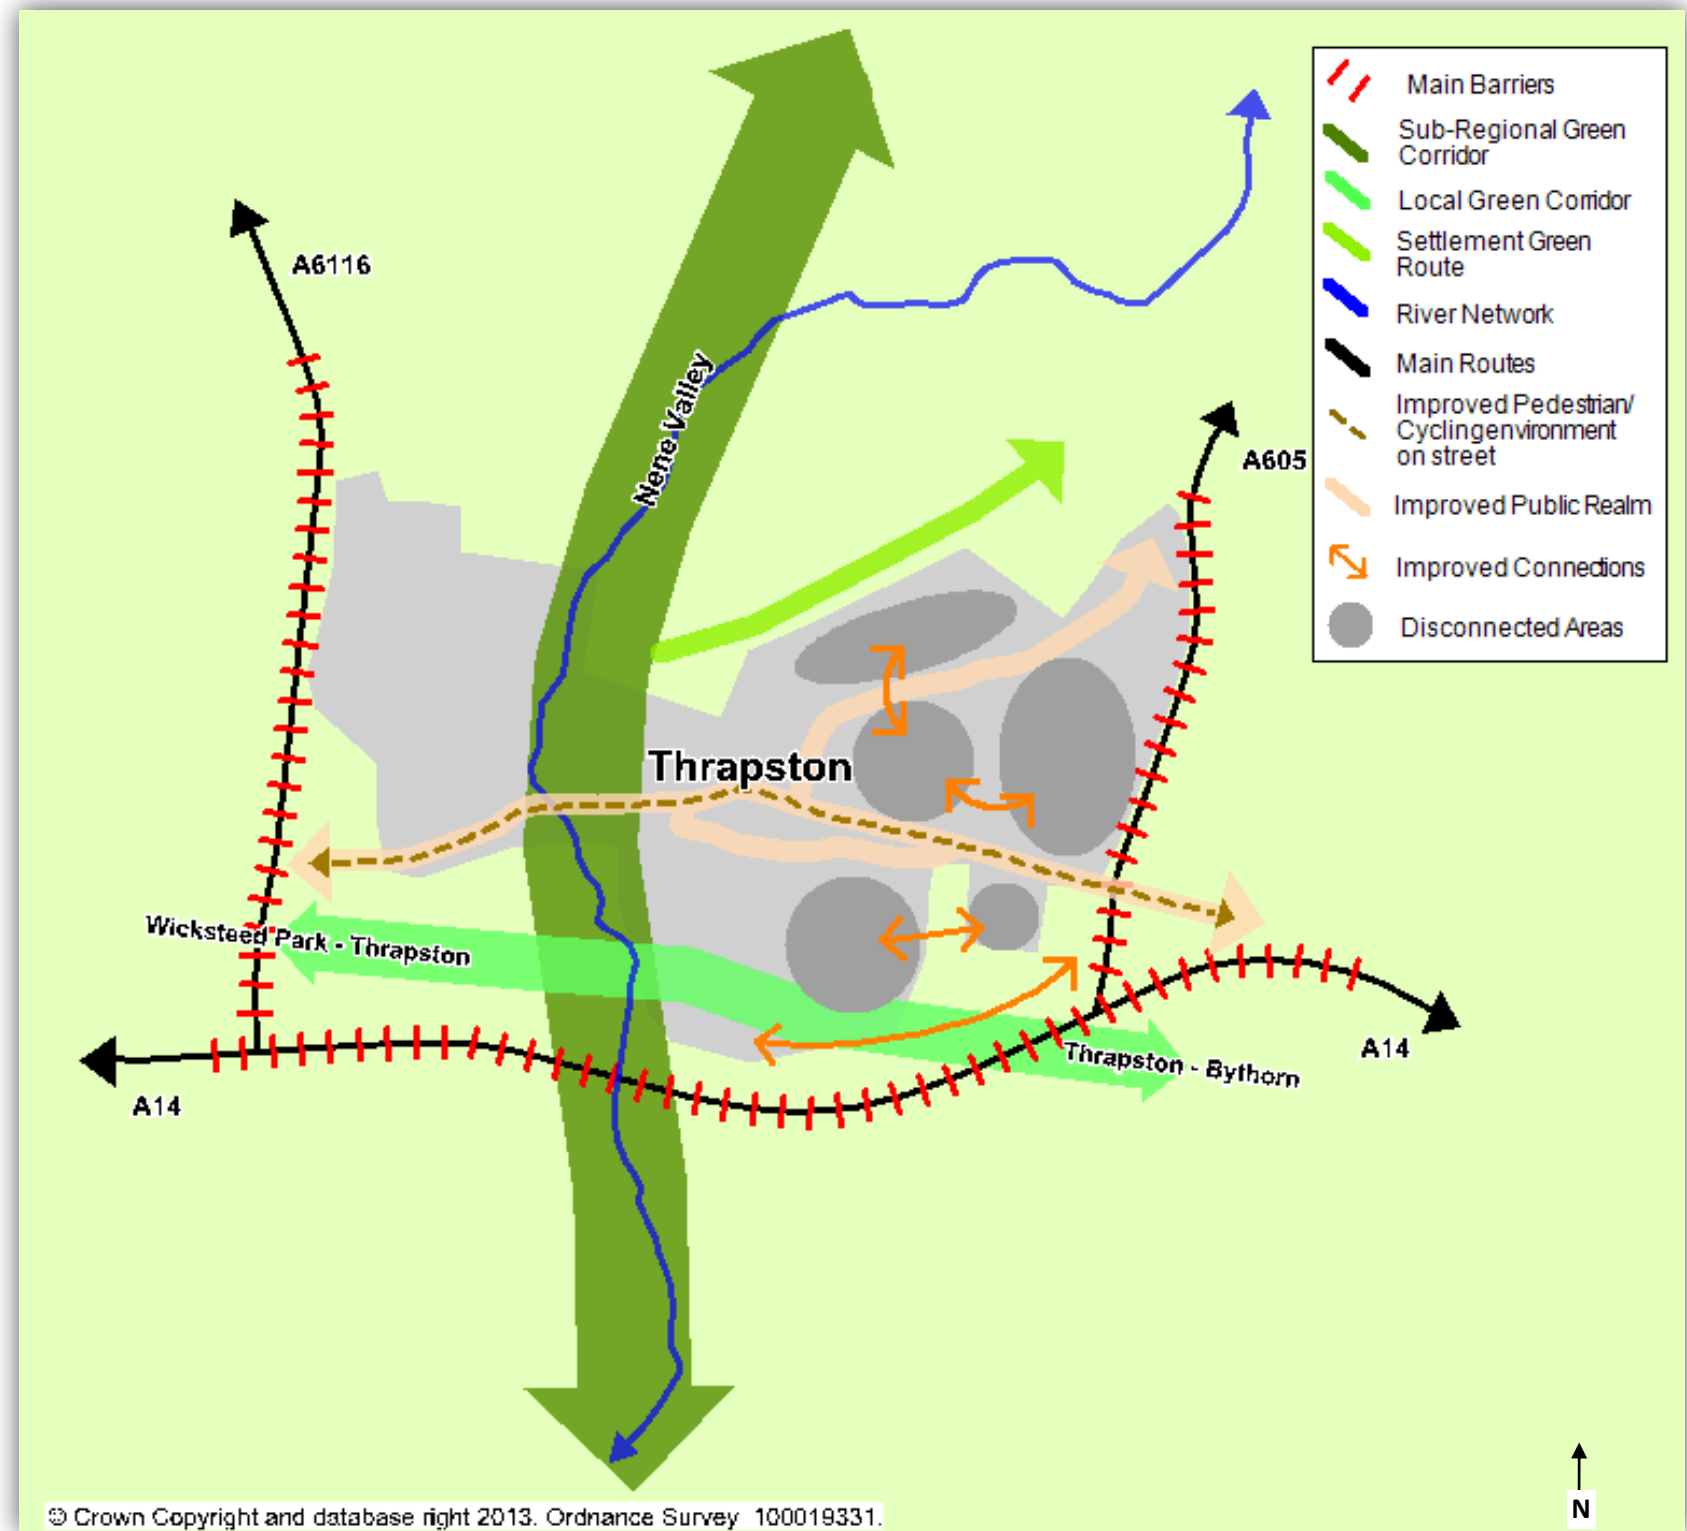 Main Barriers
Sub-Regional Green
Corridor
Local Green Corridor
Settlement Green
Route
River Network
Main Routes
Improved Pedestrian/
Cyclingenvironment
on street
Improved Public Realm
Improved Connections
Disconnected Areas
A6116
Nene Valley
A605
Thrapston
Wicksteed Park - Thrapston
Thrapston - Bythorn
A14
A14
N
© Crown Copyright and database right 2013. Ordnance Survey 100019331.